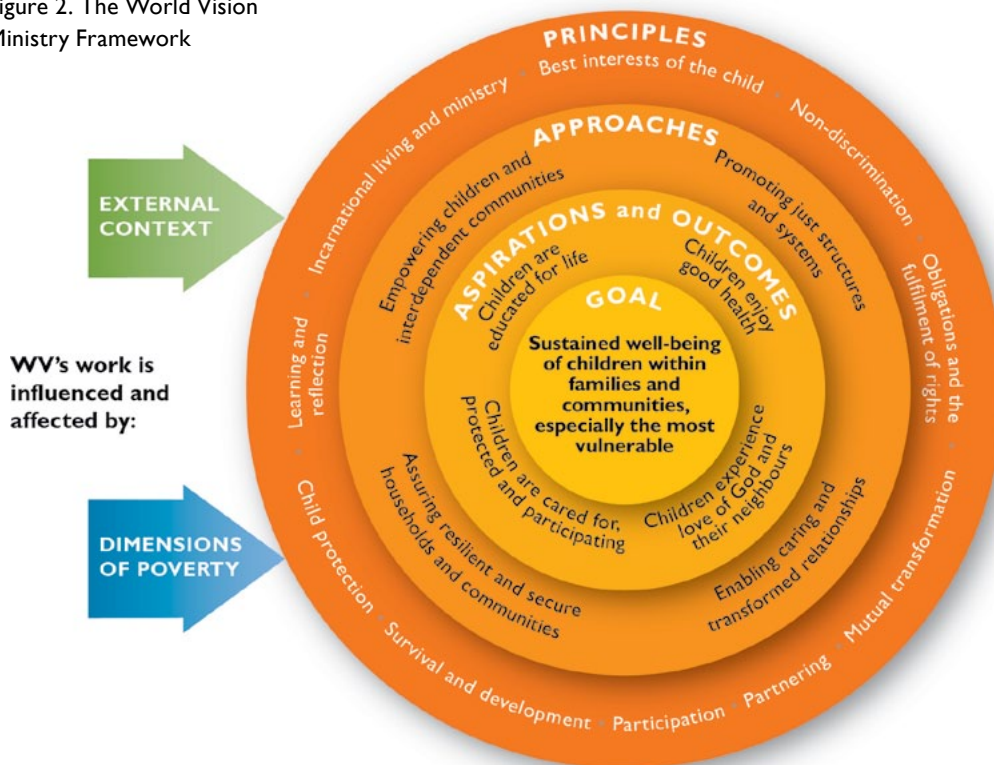 igure 2. The World Vision
Ministry Framework
PRINCIPLES
Best interests of the child
Non-discrimination
Obligations and the
fulfilment of rights
Mutual transformation
Partnering
Participation
Survival and development
Child protection
Learning and
reflection
Incarnational living and ministry
APPROACHES
Empowering children and
interdependent communities
Promoting just structures
and systems
Enabling caring and
transformed relationships
Assuring resilient and secure
households and communities
ASPIRATIONS and OUTCOMES
Children are
educated for life
Children enjoy
good health
Children experience
love of God and
their neighbours
Children are cared for,
protected and participating
GOAL
Sustained well-being
of children within
families and
communities,
especially the most
vulnerable
EXTERNAL
CONTEXT
WV's work is
influenced and
affected by:
DIMENSIONS
OF POVERTY